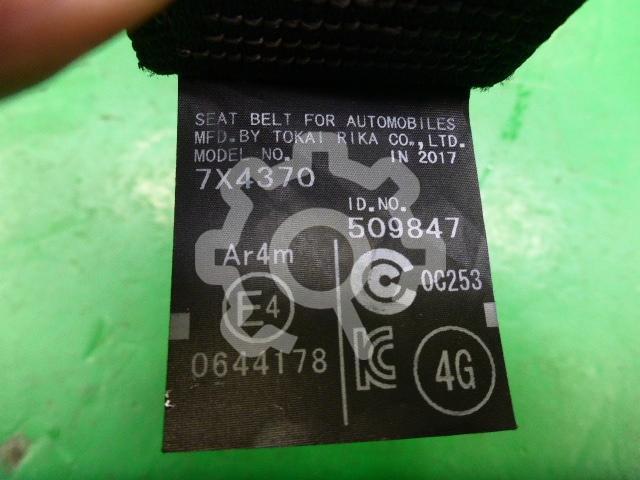 SEAT BELT FOR AUTOMOBILES
MFD.BY TOKAI RIKA CO.,LTD.
MODEL NO. IN 2017
7X4370
ID.NO.
509847
Ar4m
E4
0C253
0644178
4G